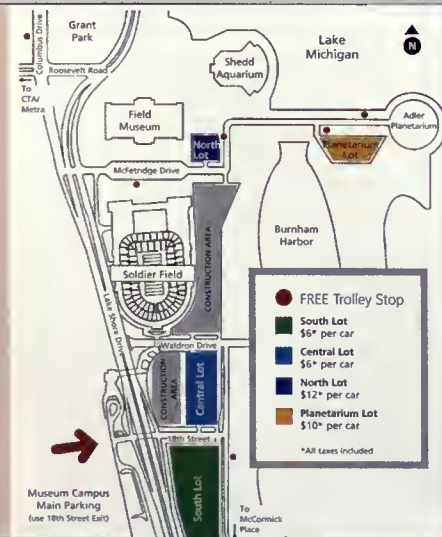 Grant
Park
Lake
Michigan
N
Columbus Drive
Roosevelt Road
Shedd
Aquarium
To
CTA/
Metra
Field
Museum
North
Lot
Adler
Planetarium
Planetarium
Lot
McFetridge Drive
CONSTRUCTION AREA
Burnham
Harbor
Soldier Field
Lake Shore Drive
FREE Trolley Stop
South Lot
$6* per car
Central Lot
$6* per car
North Lot
$12* per car
Planetarium Lot
$10* per car
*All taxes included
Waldron Drive
CONSTRUCTION
AREA
Central Lot
18th Street
South Lot
Museum Campus
Main Parking
(use 18th Street Exit)
To
McCormick
Place